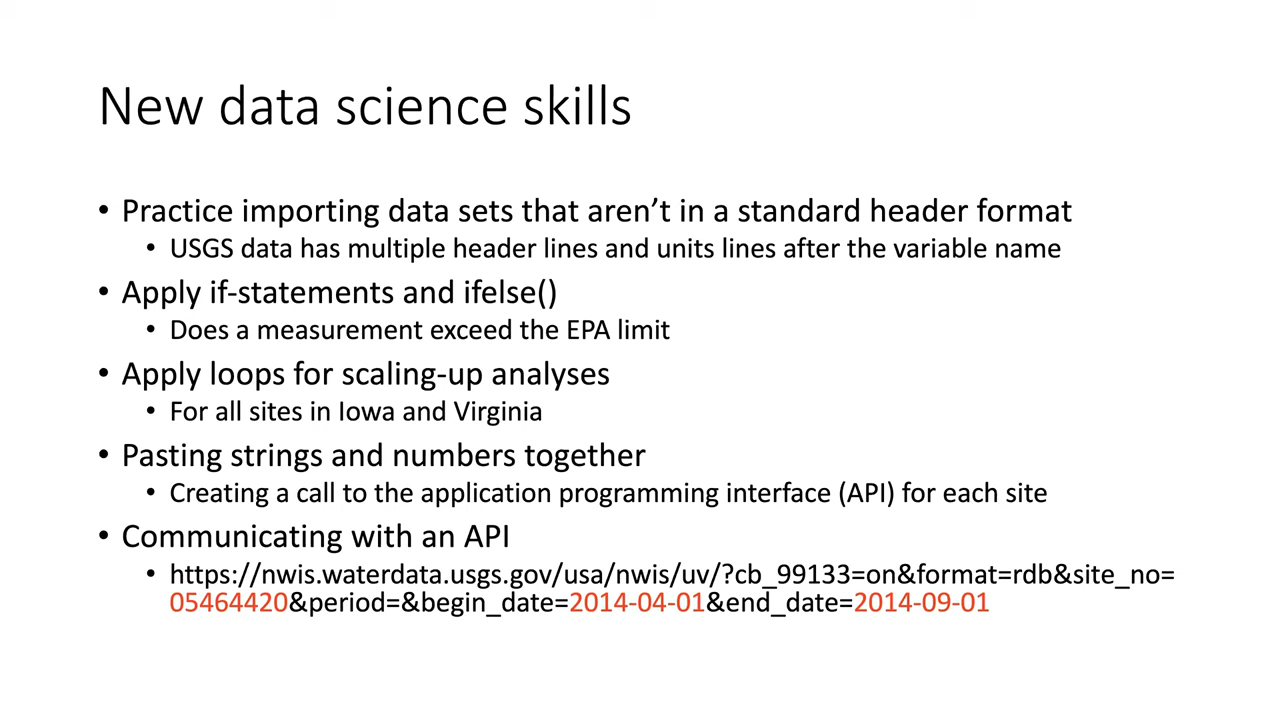 New data science skills
• Practice importing data sets that aren’t in a standard header format
• USGS data has multiple header lines and units lines after the variable name
• Apply if-statements and ifelse()
• Does a measurement exceed the EPA limit
• Apply loops for scaling-up analyses
• For all sites in Iowa and Virginia
• Pasting strings and numbers together
• Creating a call to the application programming interface (API) for each site
• Communicating with an API
• https://nwis.waterdata.usgs.gov/usa/nwis/uv/?cb_99133=on&format=rdb&site_no=
05464420&period=&begin_date=2014-04-01&end_date=2014-09-01